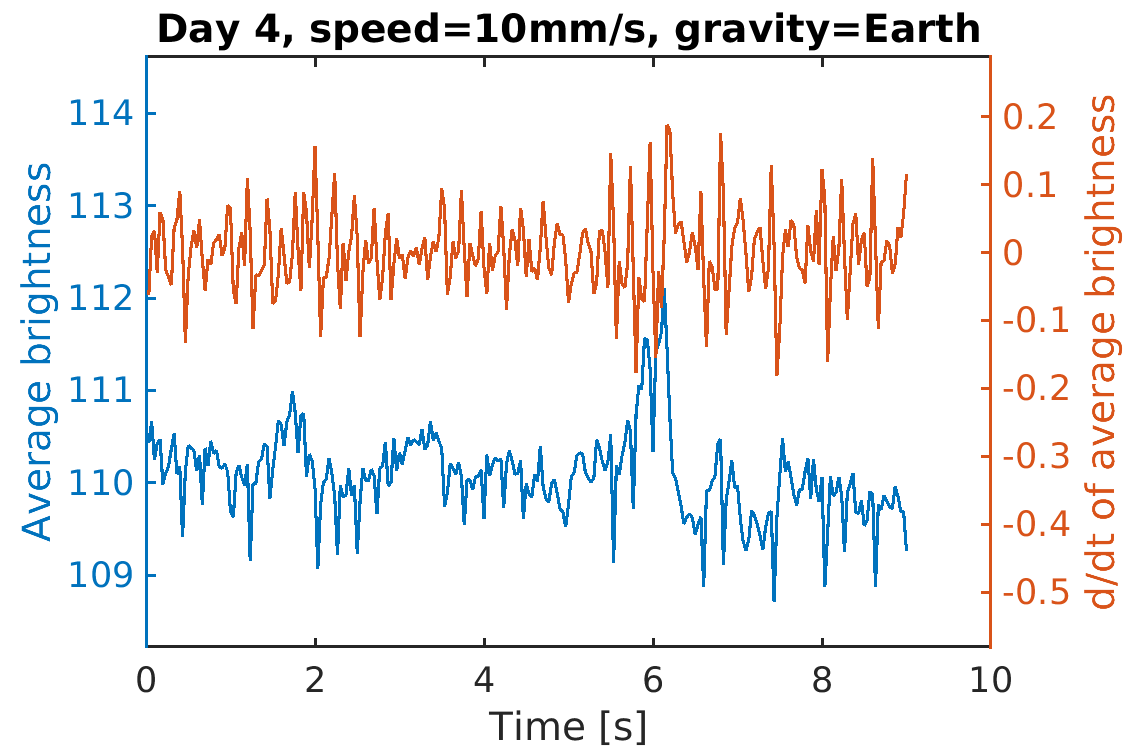 Day 4, speed=10mm/s, gravity=Earth
Average brightness
114
113
112
111
110
109
0.2
0.1
0
-0.1
-0.2
-0.3
-0.4
-0.5
d/dt of average brightness
0 2 4 6 8 10
Time [s]